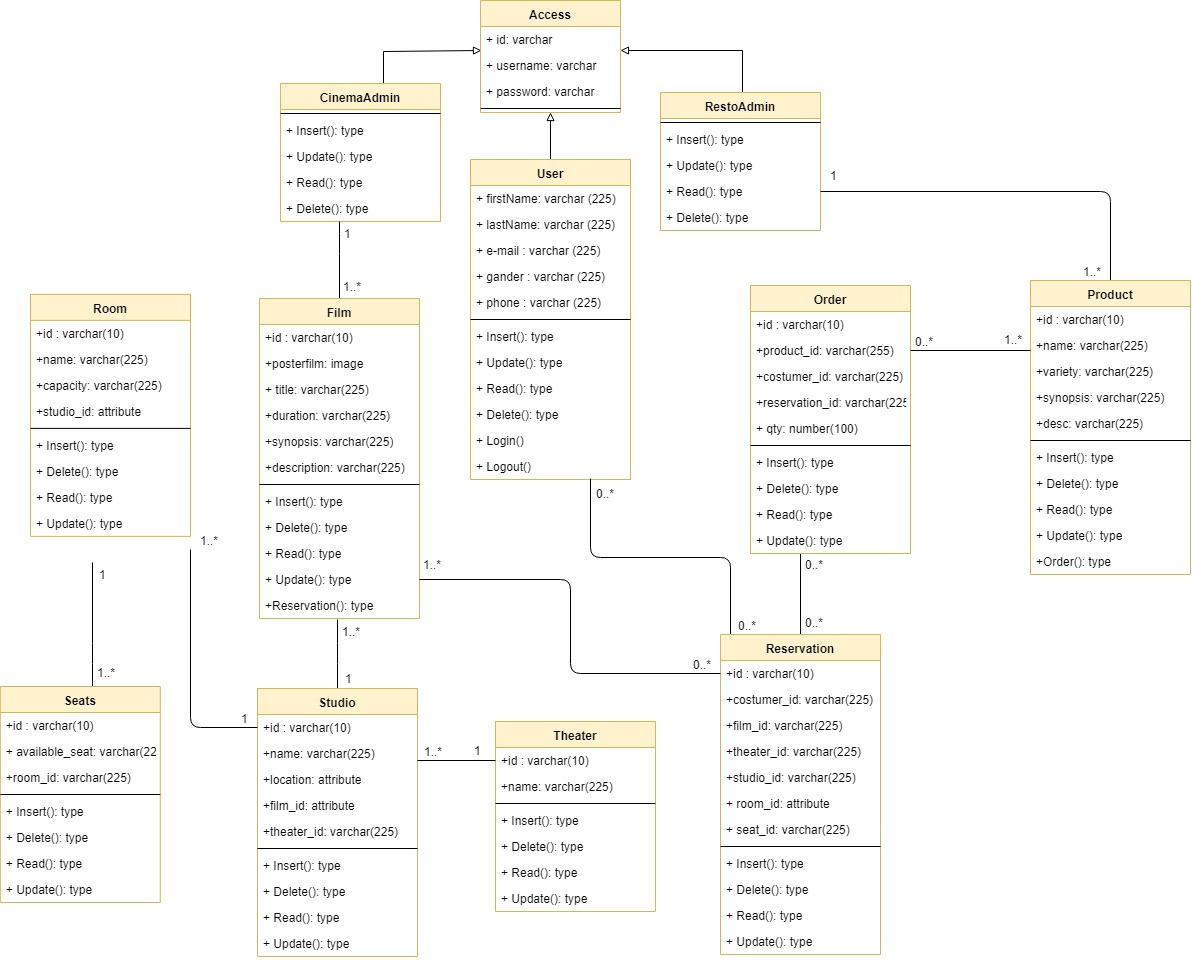 Access
+ id: varchar
+ username: varchar
+ password: varchar
CinemaAdmin
+ Insert(): type
+ Update(): type
+ Read(): type
+ Delete(): type
RestoAdmin
+ Insert(): type
+ Update(): type
+ Read(): type
+ Delete(): type
1
1..*
User
+ firstName: varchar (225)
+ lastName: varchar (225)
+ e-mail : varchar (225)
+ gander : varchar (225)
+ phone : varchar (225)
+ Insert(): type
+ Update(): type
+ Read(): type
+ Delete(): type
+ Login()
+ Logout()
0..*
0..*
1
1..*
Room
+id : varchar(10)
+name: varchar(225)
+capacity: varchar(225)
+studio_id: attribute
+ Insert(): type
+ Delete(): type
+ Read(): type
+ Update(): type
1..*
1
1
1..*
Film
+id : varchar(10)
+posterfilm: image
+ title: varchar(225)
+duration: varchar(225)
+synopsis: varchar(225)
+description: varchar(225)
+ Insert(): type
+ Delete(): type
+ Read(): type
+ Update(): type
+Reservation(): type
1..*
0..*
1..*
1
Order
+id : varchar(10)
+product_id: varchar(255)
+costumer_id: varchar(225)
+reservation_id: varchar(225
+ qty: number(100)
+ Insert(): type
+ Delete(): type
+ Read(): type
+ Update(): type
0..*
1..*
0..*
0..*
Product
+id : varchar(10)
+name: varchar(225)
+variety: varchar(225)
+synopsis: varchar(225)
+desc: varchar(225)
+ Insert(): type
+ Delete(): type
+ Read(): type
+ Update(): type
+Order(): type
Seats
+id : varchar(10)
+ available_seat: varchar(22
+room_id: varchar(225)
+ Insert(): type
+ Delete(): type
+ Read(): type
+ Update(): type
Studio
+id : varchar(10)
+name: varchar(225)
+location: attribute
+film_id: attribute
+theater_id: varchar(225)
+ Insert(): type
+ Delete(): type
+ Read(): type
+ Update(): type
1..*
1
Theater
+id : varchar(10)
+name: varchar(225)
+ Insert(): type
+ Delete(): type
+ Read(): type
+ Update(): type
Reservation
+id : varchar(10)
+costumer_id: varchar(225)
+film_id: varchar(225)
+theater_id: varchar(225)
+studio_id: varchar(225)
+ room_id: attribute
+ seat_id: varchar(225)
+ Insert(): type
+ Delete(): type
+ Read(): type
+ Update(): type